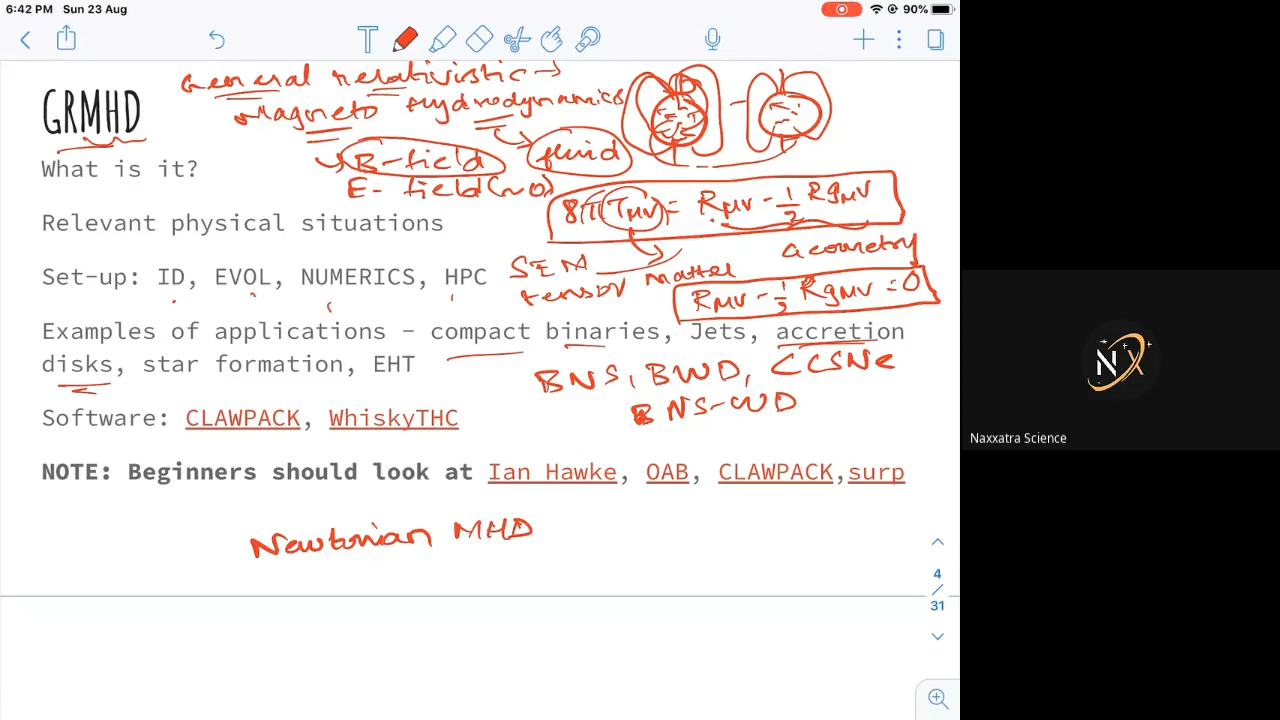 6:42 PM Sun 23 Aug
90%
General relativistic →
GRMHD
Magneto Hydrodynamics
B-field
fluid
What is it?
E-field(~0)
8π(Tμν) = Rμν - 1/2 Rgμν
Relevant physical situations
Geometry
SEM
tensor
Matter
Set-up: ID, EVOL, NUMERICS, HPC
Rμν - 1/2 Rgμν = 0
Examples of applications - compact binaries, Jets, accretion
disks, star formation, EHT
BNS, BWD, CCSNe
NS-WD
Software: CLAWPACK, WhiskyTHC
NOTE: Beginners should look at Ian Hawke, OAB, CLAWPACK,surp
Newtonian MHD
4
/
31
NX
Naxxatra Science